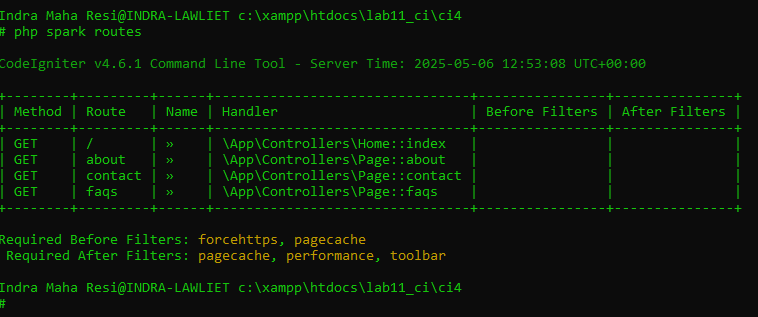 Indra Maha Resi@INDRA-LAWLIET c:\xampp\htdocs\lab11_ci\ci4
# php spark routes
CodeIgniter v4.6.1 Command Line Tool - Server Time: 2025-05-06 12:53:08 UTC+00:00
+--------+---------+------+--------------------------------+----------------+---------------+
| Method | Route   | Name | Handler                        | Before Filters | After Filters |
+--------+---------+------+--------------------------------+----------------+---------------+
| GET    | /       | »    | \App\Controllers\Home::index   |                |               |
| GET    | about   | »    | \App\Controllers\Page::about   |                |               |
| GET    | contact | »    | \App\Controllers\Page::contact |                |               |
| GET    | faqs    | »    | \App\Controllers\Page::faqs    |                |               |
+--------+---------+------+--------------------------------+----------------+---------------+
Required Before Filters: forcehttps, pagecache
 Required After Filters: pagecache, performance, toolbar
Indra Maha Resi@INDRA-LAWLIET c:\xampp\htdocs\lab11_ci\ci4
#